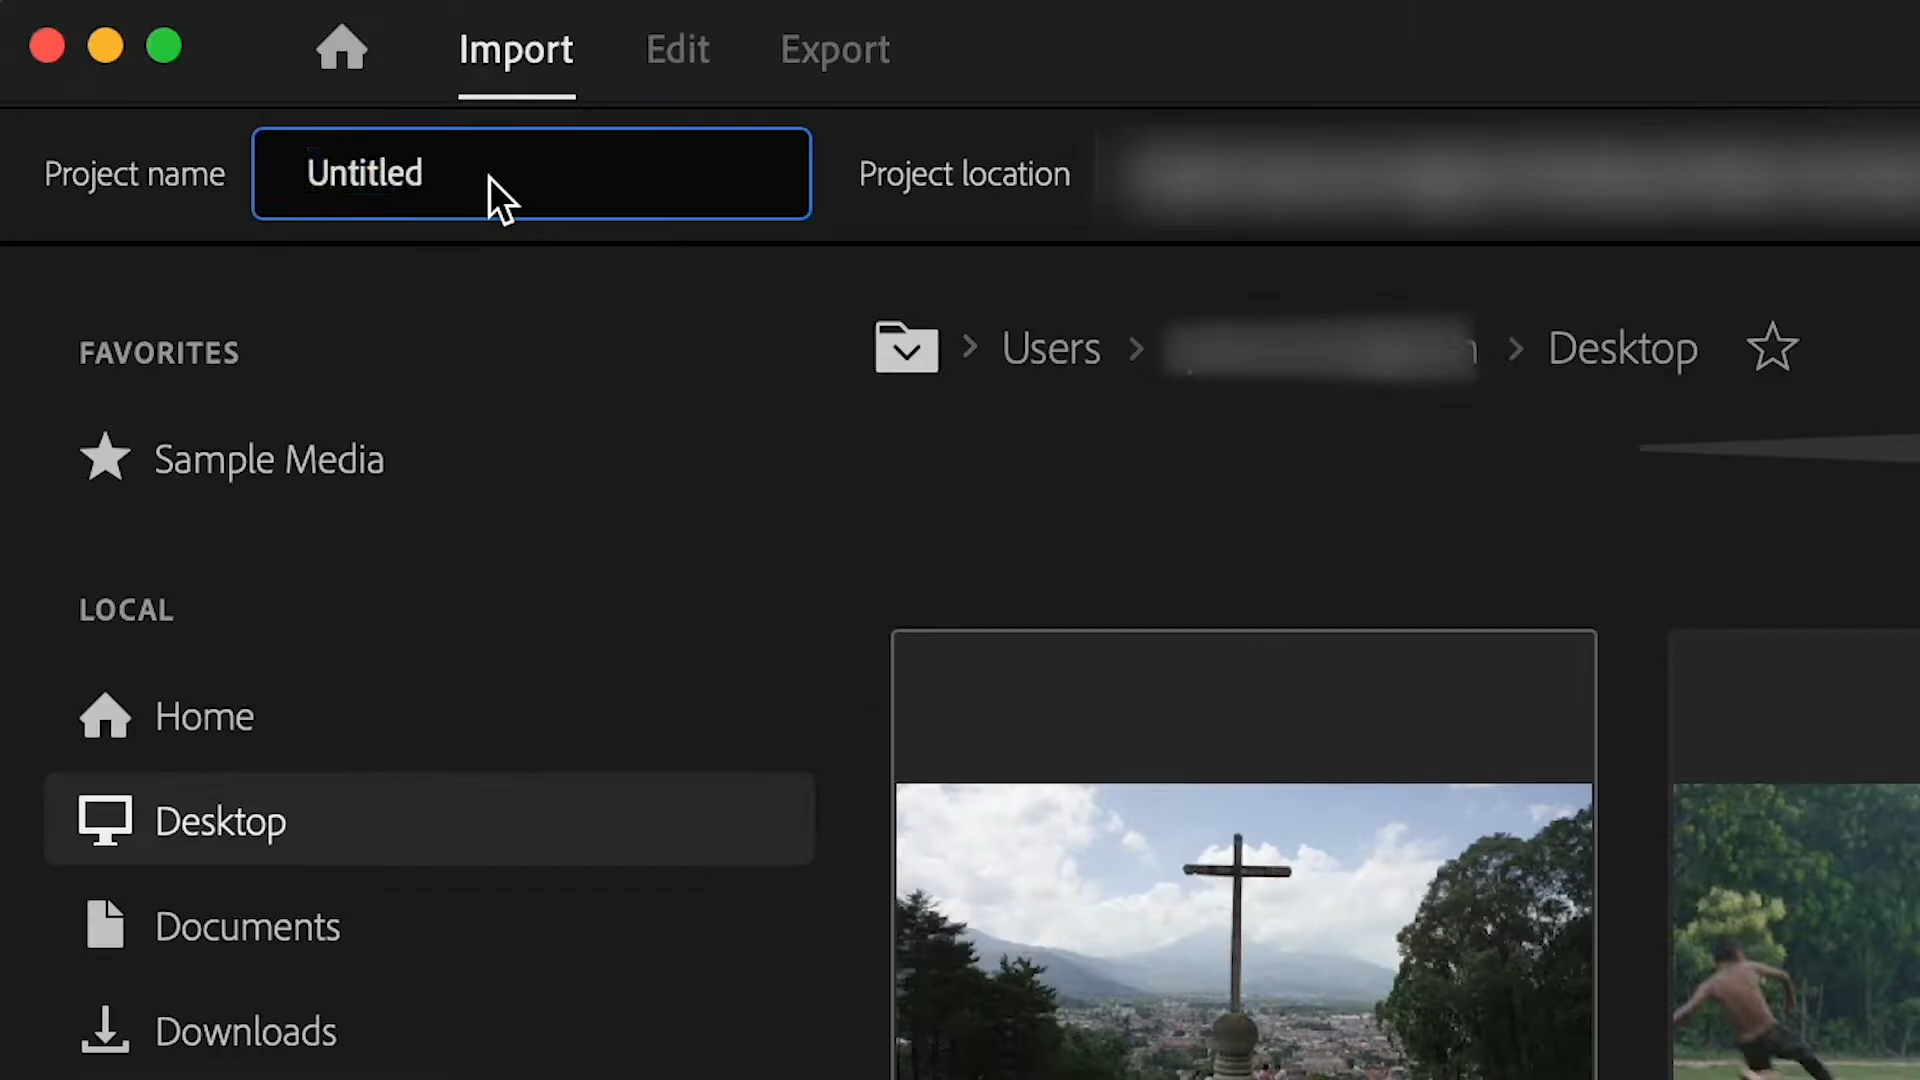 Import Edit Export
Project name Untitled Project location
FAVORITES
Users Desktop
Sample Media
LOCAL
Home
Desktop
Documents
Downloads